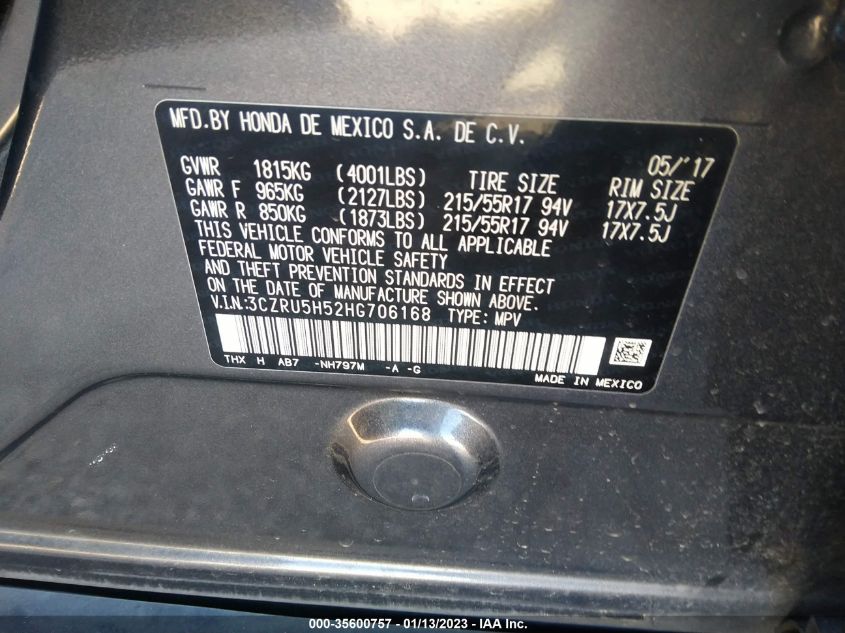 MFD.BY HONDA DE MEXICO S.A. DE C.V.
05/'17
GVWR 1815KG (4001LBS) TIRE SIZE RIM SIZE
GAWR F 965KG (2127LBS) 215/55R17 94V 17X7.5J
GAWR R 850KG (1873LBS) 215/55R17 94V 17X7.5J
THIS VEHICLE CONFORMS TO ALL APPLICABLE
FEDERAL MOTOR VEHICLE SAFETY
AND THEFT PREVENTION STANDARDS IN EFFECT
ON THE DATE OF MANUFACTURE SHOWN ABOVE.
V.I.N.:3CZRU5H52HG706168 TYPE: MPV
THX H AB7 -NH797M -A -G
MADE IN MEXICO
000-35600757 - 01/13/2023 - IAA Inc.